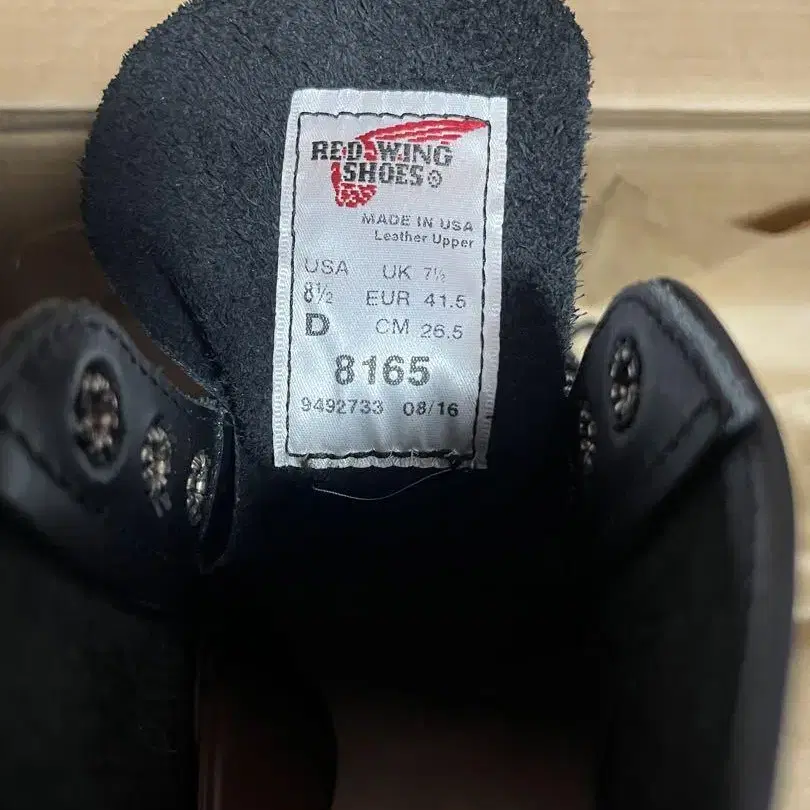 RED WING
SHOES®
MADE IN USA
Leather Upper
USA UK 7½
8½ EUR 41.5
D CM 26.5
8165
9492733 08/16